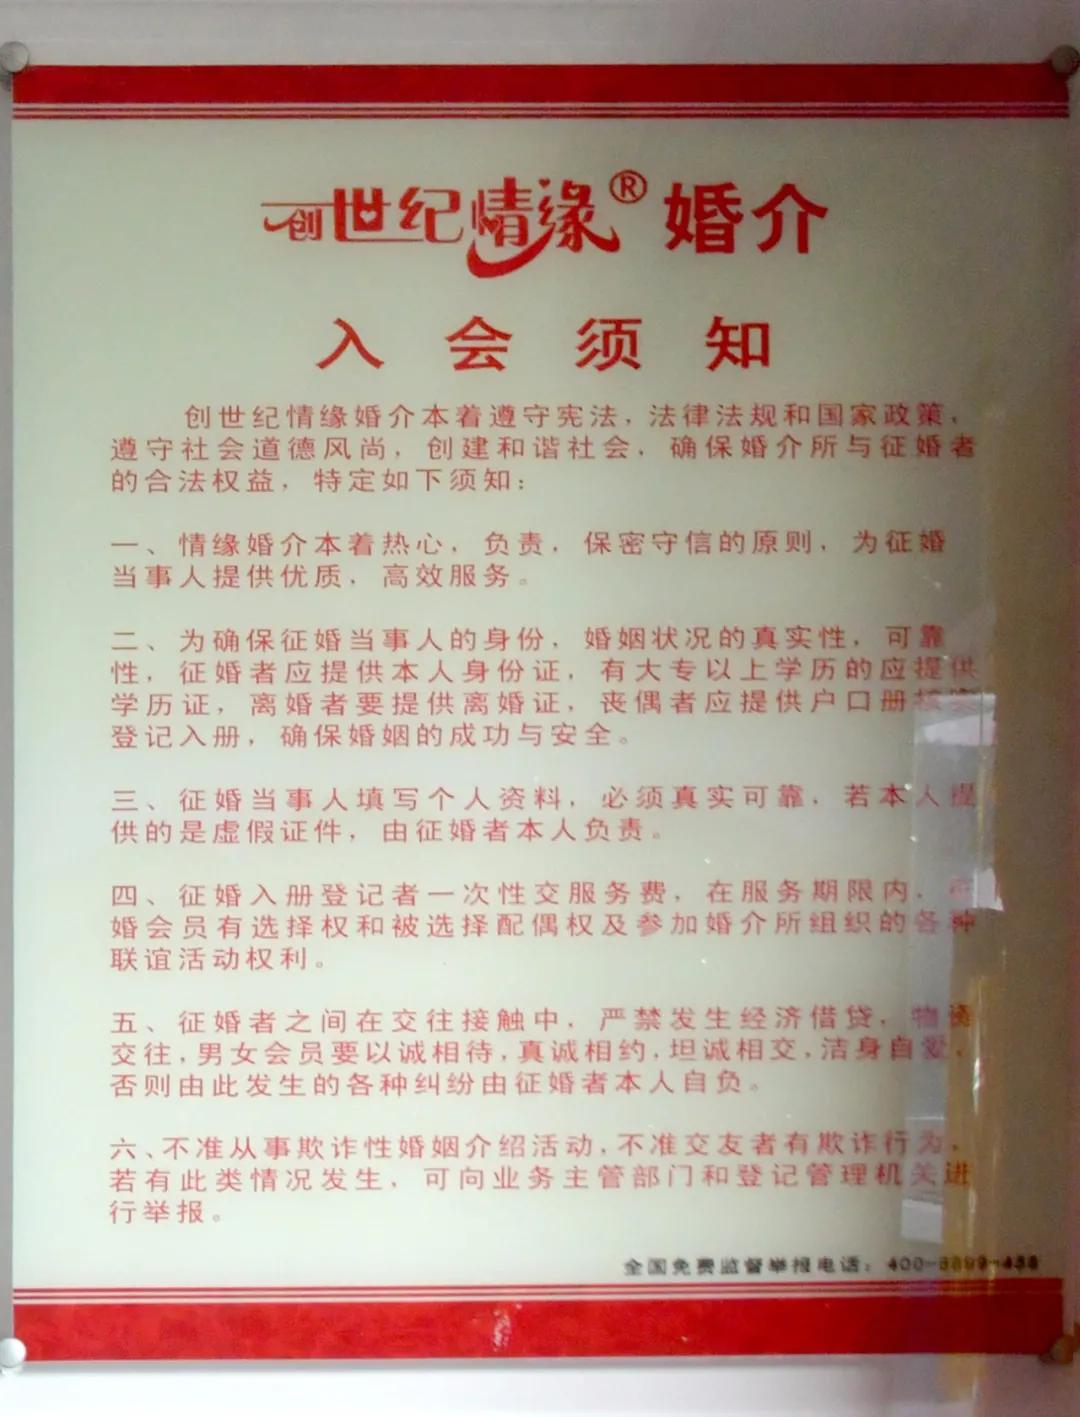 创世纪情缘® 婚介
入会须知
创世纪情缘婚介本着遵守宪法，法律法规和国家政策，
遵守社会道德风尚，创建和谐社会，确保婚介所与征婚者
的合法权益，特定如下须知：
一、情缘婚介本着热心，负责，保密守信的原则，为征婚
当事人提供优质，高效服务。
二、为确保征婚当事人的身份，婚姻状况的真实性，可靠
性，征婚者应提供本人身份证，有大专以上学历的应提供
学历证，离婚者要提供离婚证，丧偶者应提供户口册核实
登记入册，确保婚姻的成功与安全。
三、征婚当事人填写个人资料，必须真实可靠，若本人提
供的是虚假证件，由征婚者本人负责。
四、征婚入册登记者一次性交服务费，在服务期限内，
婚会员有选择权和被选择配偶权及参加婚介所组织的各种
联谊活动权利。
五、征婚者之间在交往接触中，严禁发生经济借贷，物资
交往，男女会员要以诚相待，真诚相约，坦诚相交，洁身自爱，
否则由此发生的各种纠纷由征婚者本人自负。
六、不准从事欺诈性婚姻介绍活动，不准交友者有欺诈行为，
若有此类情况发生，可向业务主管部门和登记管理机关进
行举报。
全国免费监督举报电话：